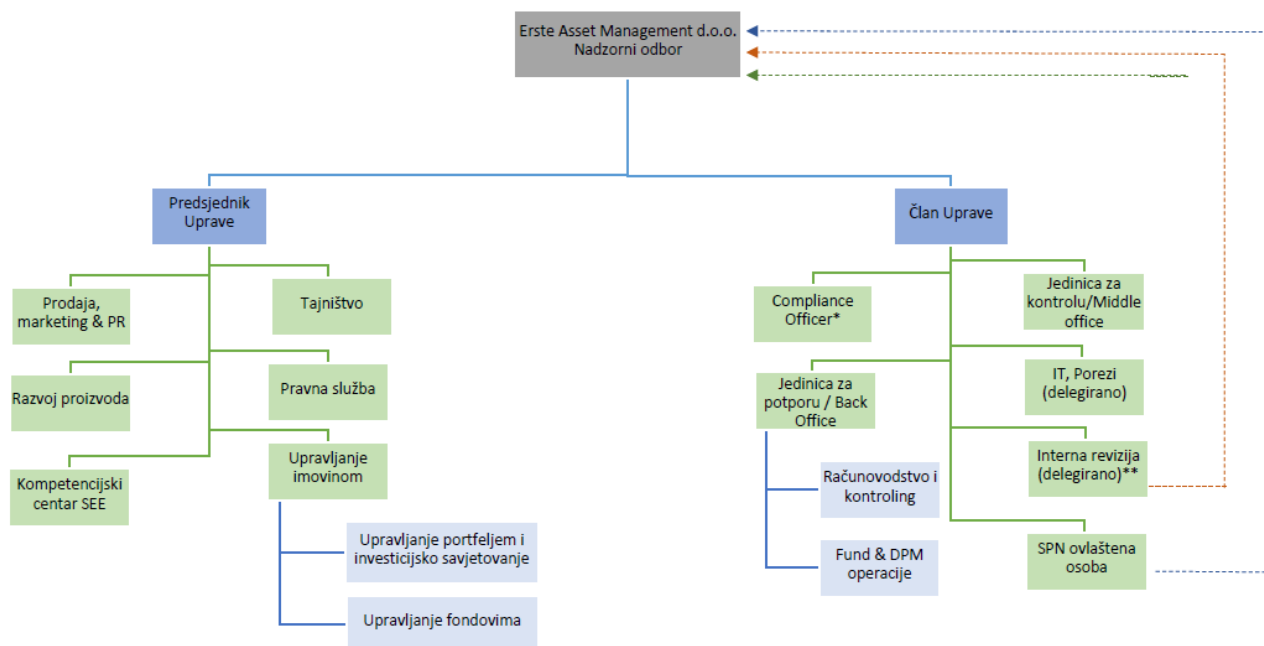 Erste Asset Management d.o.o.
Nadzorni odbor
Predsjednik
Uprave
Član Uprave
Prodaja,
marketing & PR
Tajništvo
Razvoj proizvoda
Pravna služba
Kompetencijski
centar SEE
Upravljanje
imovinom
Upravljanje portfeljem i
investicijsko savjetovanje
Upravljanje fondovima
Compliance
Officer*
Jedinica za
kontrolu/Middle
office
Jedinica za
potporu / Back
Office
IT, Porezi
(delegirano)
Interna revizija
(delegirano)**
Računovodstvo i
kontroling
Fund & DPM
operacije
SPN ovlaštena
osoba